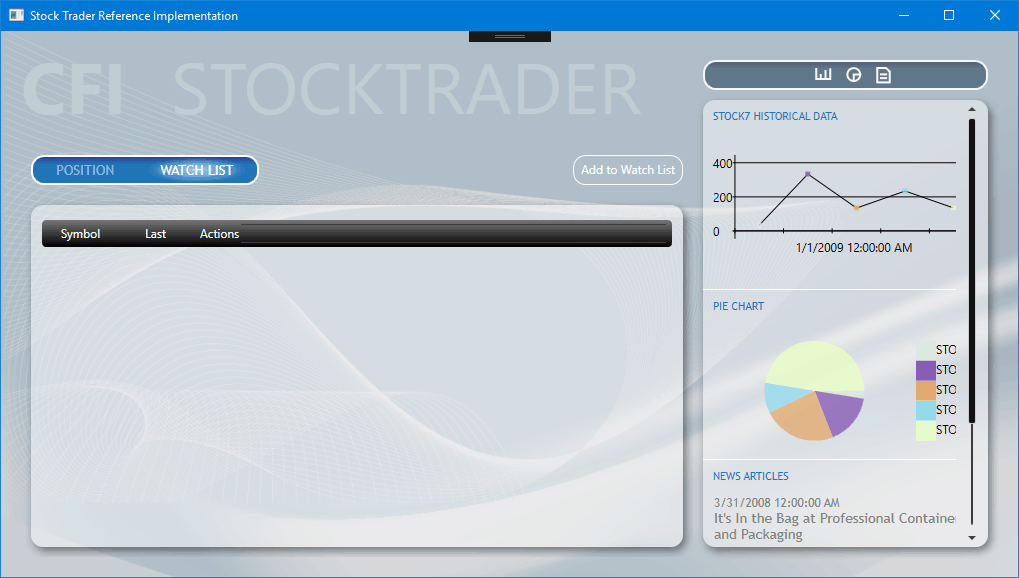 Stock Trader Reference Implementation
CFI STOCKTRADER
POSITION WATCH LIST
Add to Watch List
Symbol Last Actions
STOCK7 HISTORICAL DATA
400
200
0
1/1/2009 12:00:00 AM
PIE CHART
STO
STO
STO
STO
STO
NEWS ARTICLES
3/31/2008 12:00:00 AM
It's In the Bag at Professional Container
and Packaging